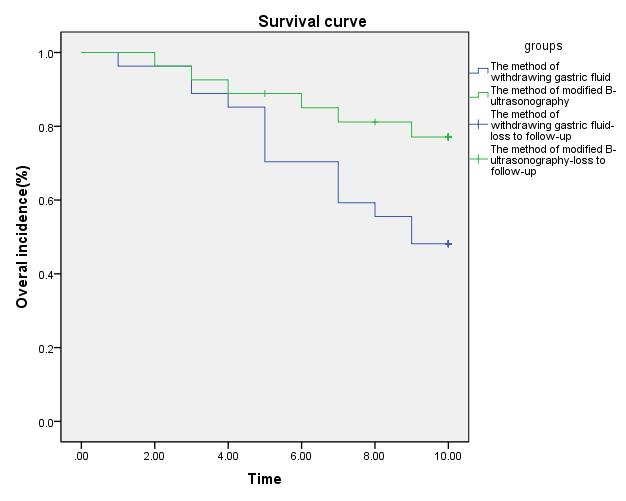 Survival curve
Overal incidence(%)
1.0
0.8
0.6
0.4
0.2
0.0
.00
2.00
4.00
6.00
8.00
10.00
Time
groups
The method of
withdrawing gastric fluid
The method of modified B-
ultrasonography
The method of
withdrawing gastric fluid-
loss to follow-up
The method of modified B-
ultrasonography-loss to
follow-up